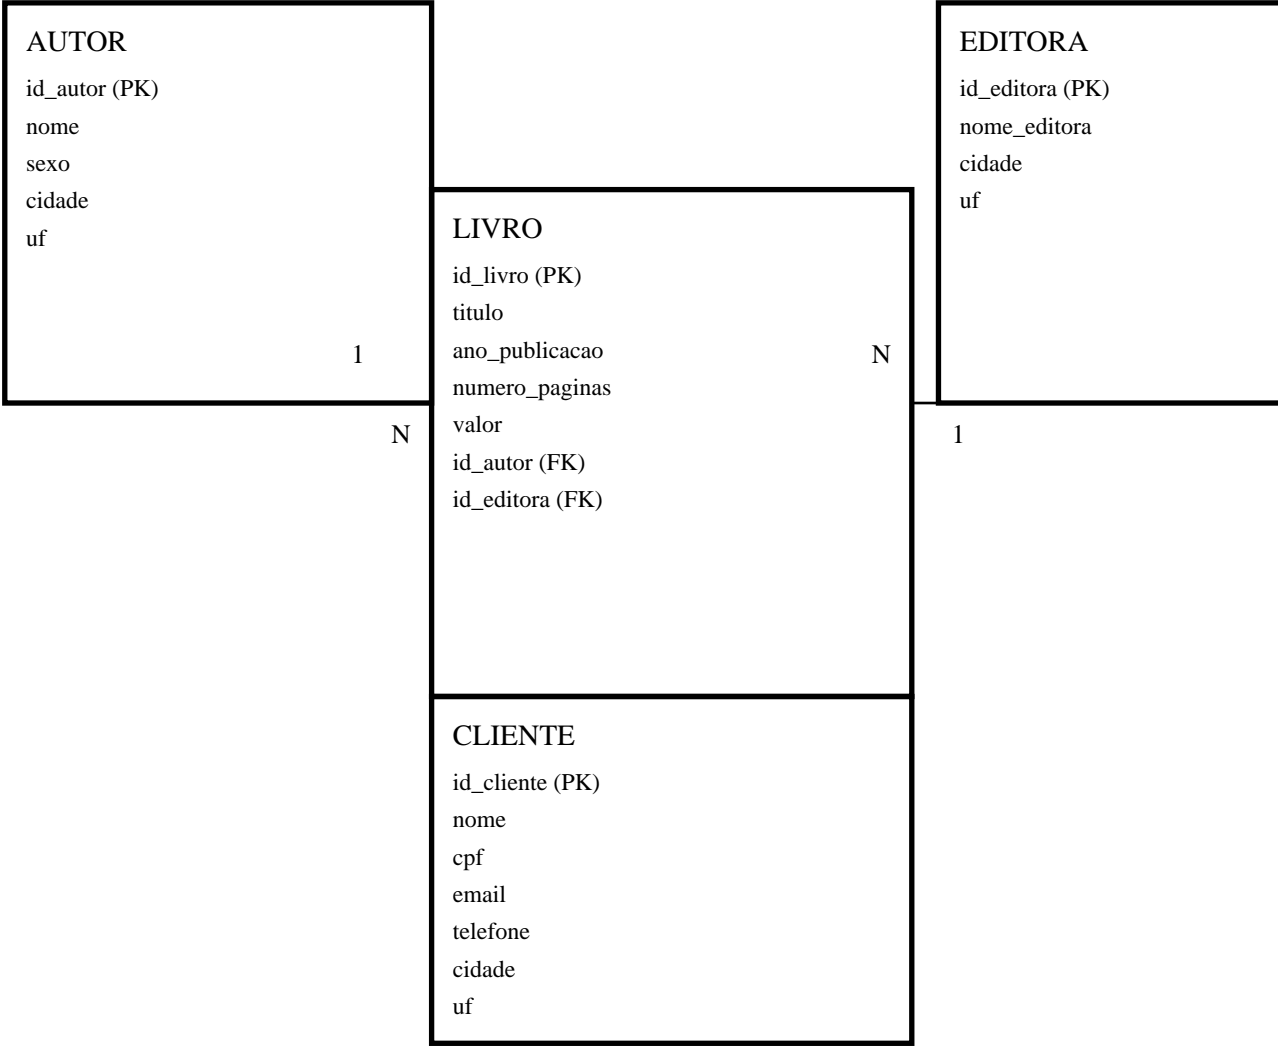 AUTOR
id_autor (PK)
nome
sexo
cidade
uf
1
N
EDITORA
id_editora (PK)
nome_editora
cidade
uf
LIVRO
id_livro (PK)
titulo
ano_publicacao
N
numero_paginas
valor
1
id_autor (FK)
id_editora (FK)
CLIENTE
id_cliente (PK)
nome
cpf
email
telefone
cidade
uf